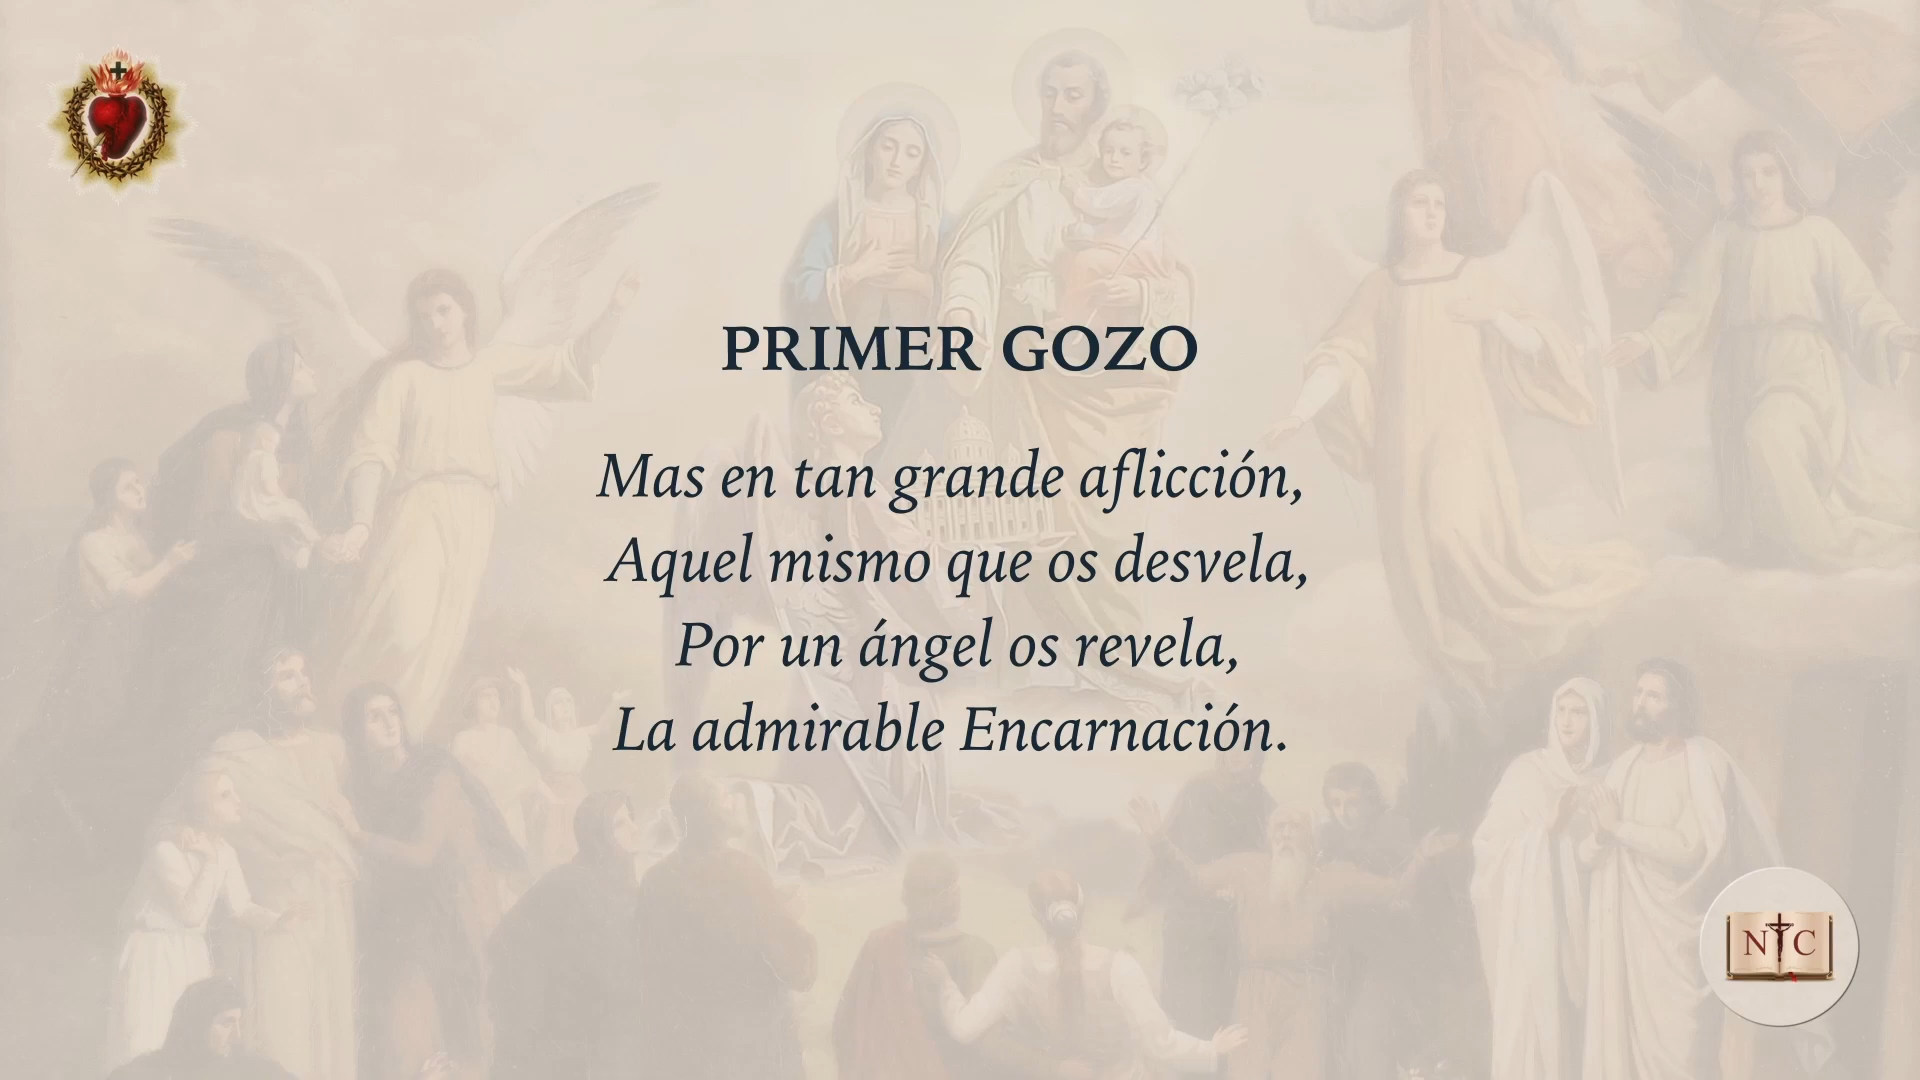 PRIMER GOZO
Mas en tan grande aflicción,
Aquel mismo que os desvela,
Por un ángel os revela,
La admirable Encarnación.
N C